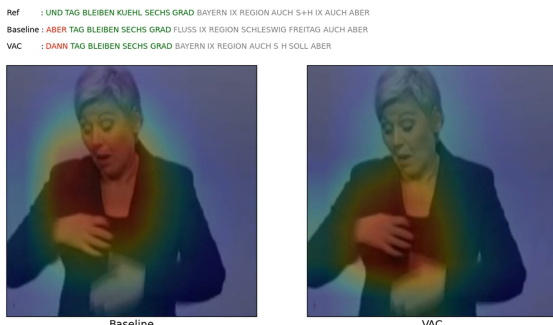 Ref : UND TAG BLEIBEN KUEHL SECHS GRAD BAYERN IX REGION AUCH S+H IX AUCH ABER
Baseline : ABER TAG BLEIBEN SECHS GRAD FLUSS IX REGION SCHLESWIG FREITAG AUCH ABER
VAC : DANN TAG BLEIBEN SECHS GRAD BAYERN IX REGION AUCH S H SOLL ABER
Baseline VAC